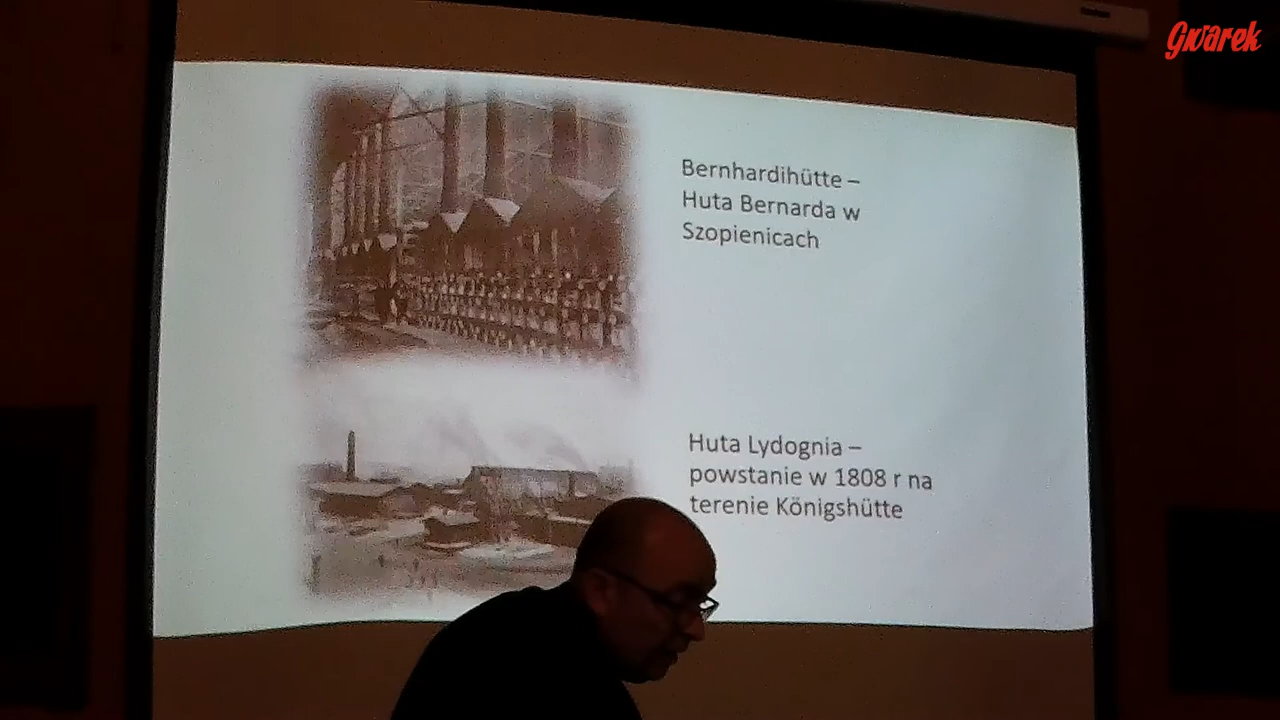 Gwarek
Bernhardihütte –
Huta Bernarda w
Szopienicach
Huta Lydognia –
powstanie w 1808 r na
terenie Königshütte